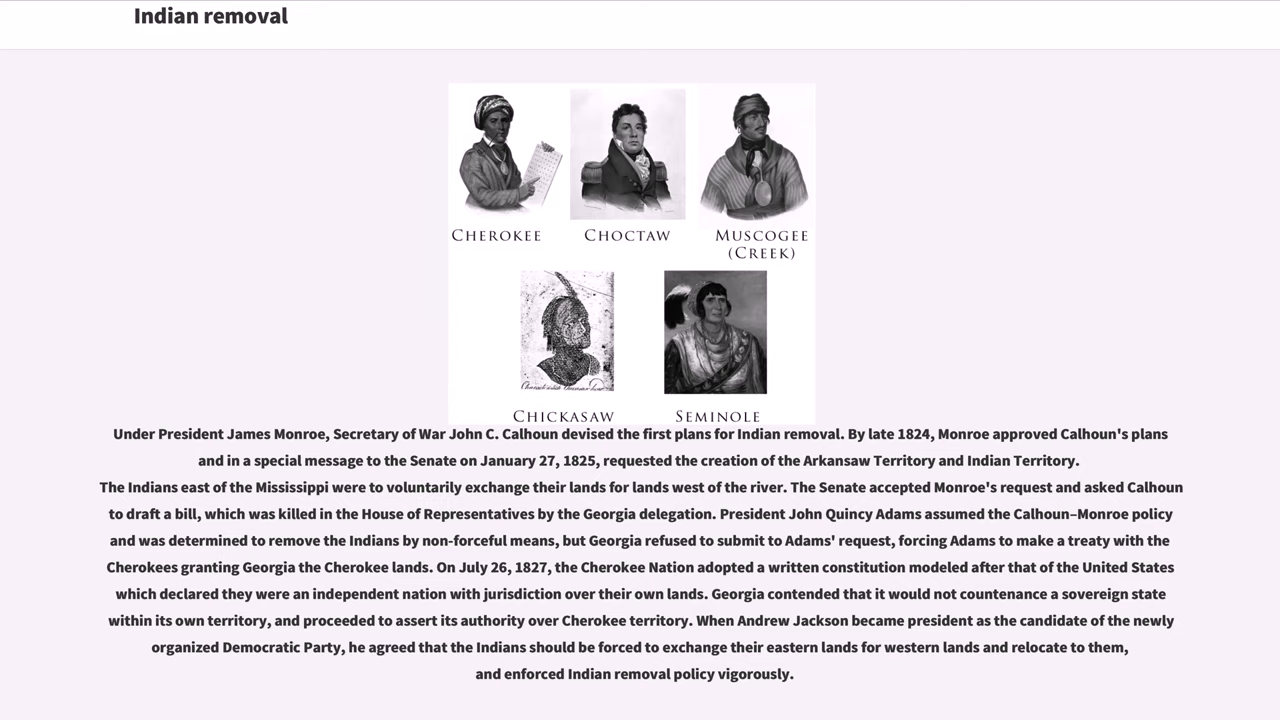 Indian removal
CHEROKEE
CHOCTAW
MUSCOGEE
(CREEK)
CHICKASAW
SEMINOLE
Under President James Monroe, Secretary of War John C. Calhoun devised the first plans for Indian removal. By late 1824, Monroe approved Calhoun's plans
and in a special message to the Senate on January 27, 1825, requested the creation of the Arkansaw Territory and Indian Territory.
The Indians east of the Mississippi were to voluntarily exchange their lands for lands west of the river. The Senate accepted Monroe's request and asked Calhoun
to draft a bill, which was killed in the House of Representatives by the Georgia delegation. President John Quincy Adams assumed the Calhoun–Monroe policy
and was determined to remove the Indians by non-forceful means, but Georgia refused to submit to Adams' request, forcing Adams to make a treaty with the
Cherokees granting Georgia the Cherokee lands. On July 26, 1827, the Cherokee Nation adopted a written constitution modeled after that of the United States
which declared they were an independent nation with jurisdiction over their own lands. Georgia contended that it would not countenance a sovereign state
within its own territory, and proceeded to assert its authority over Cherokee territory. When Andrew Jackson became president as the candidate of the newly
organized Democratic Party, he agreed that the Indians should be forced to exchange their eastern lands for western lands and relocate to them,
and enforced Indian removal policy vigorously.